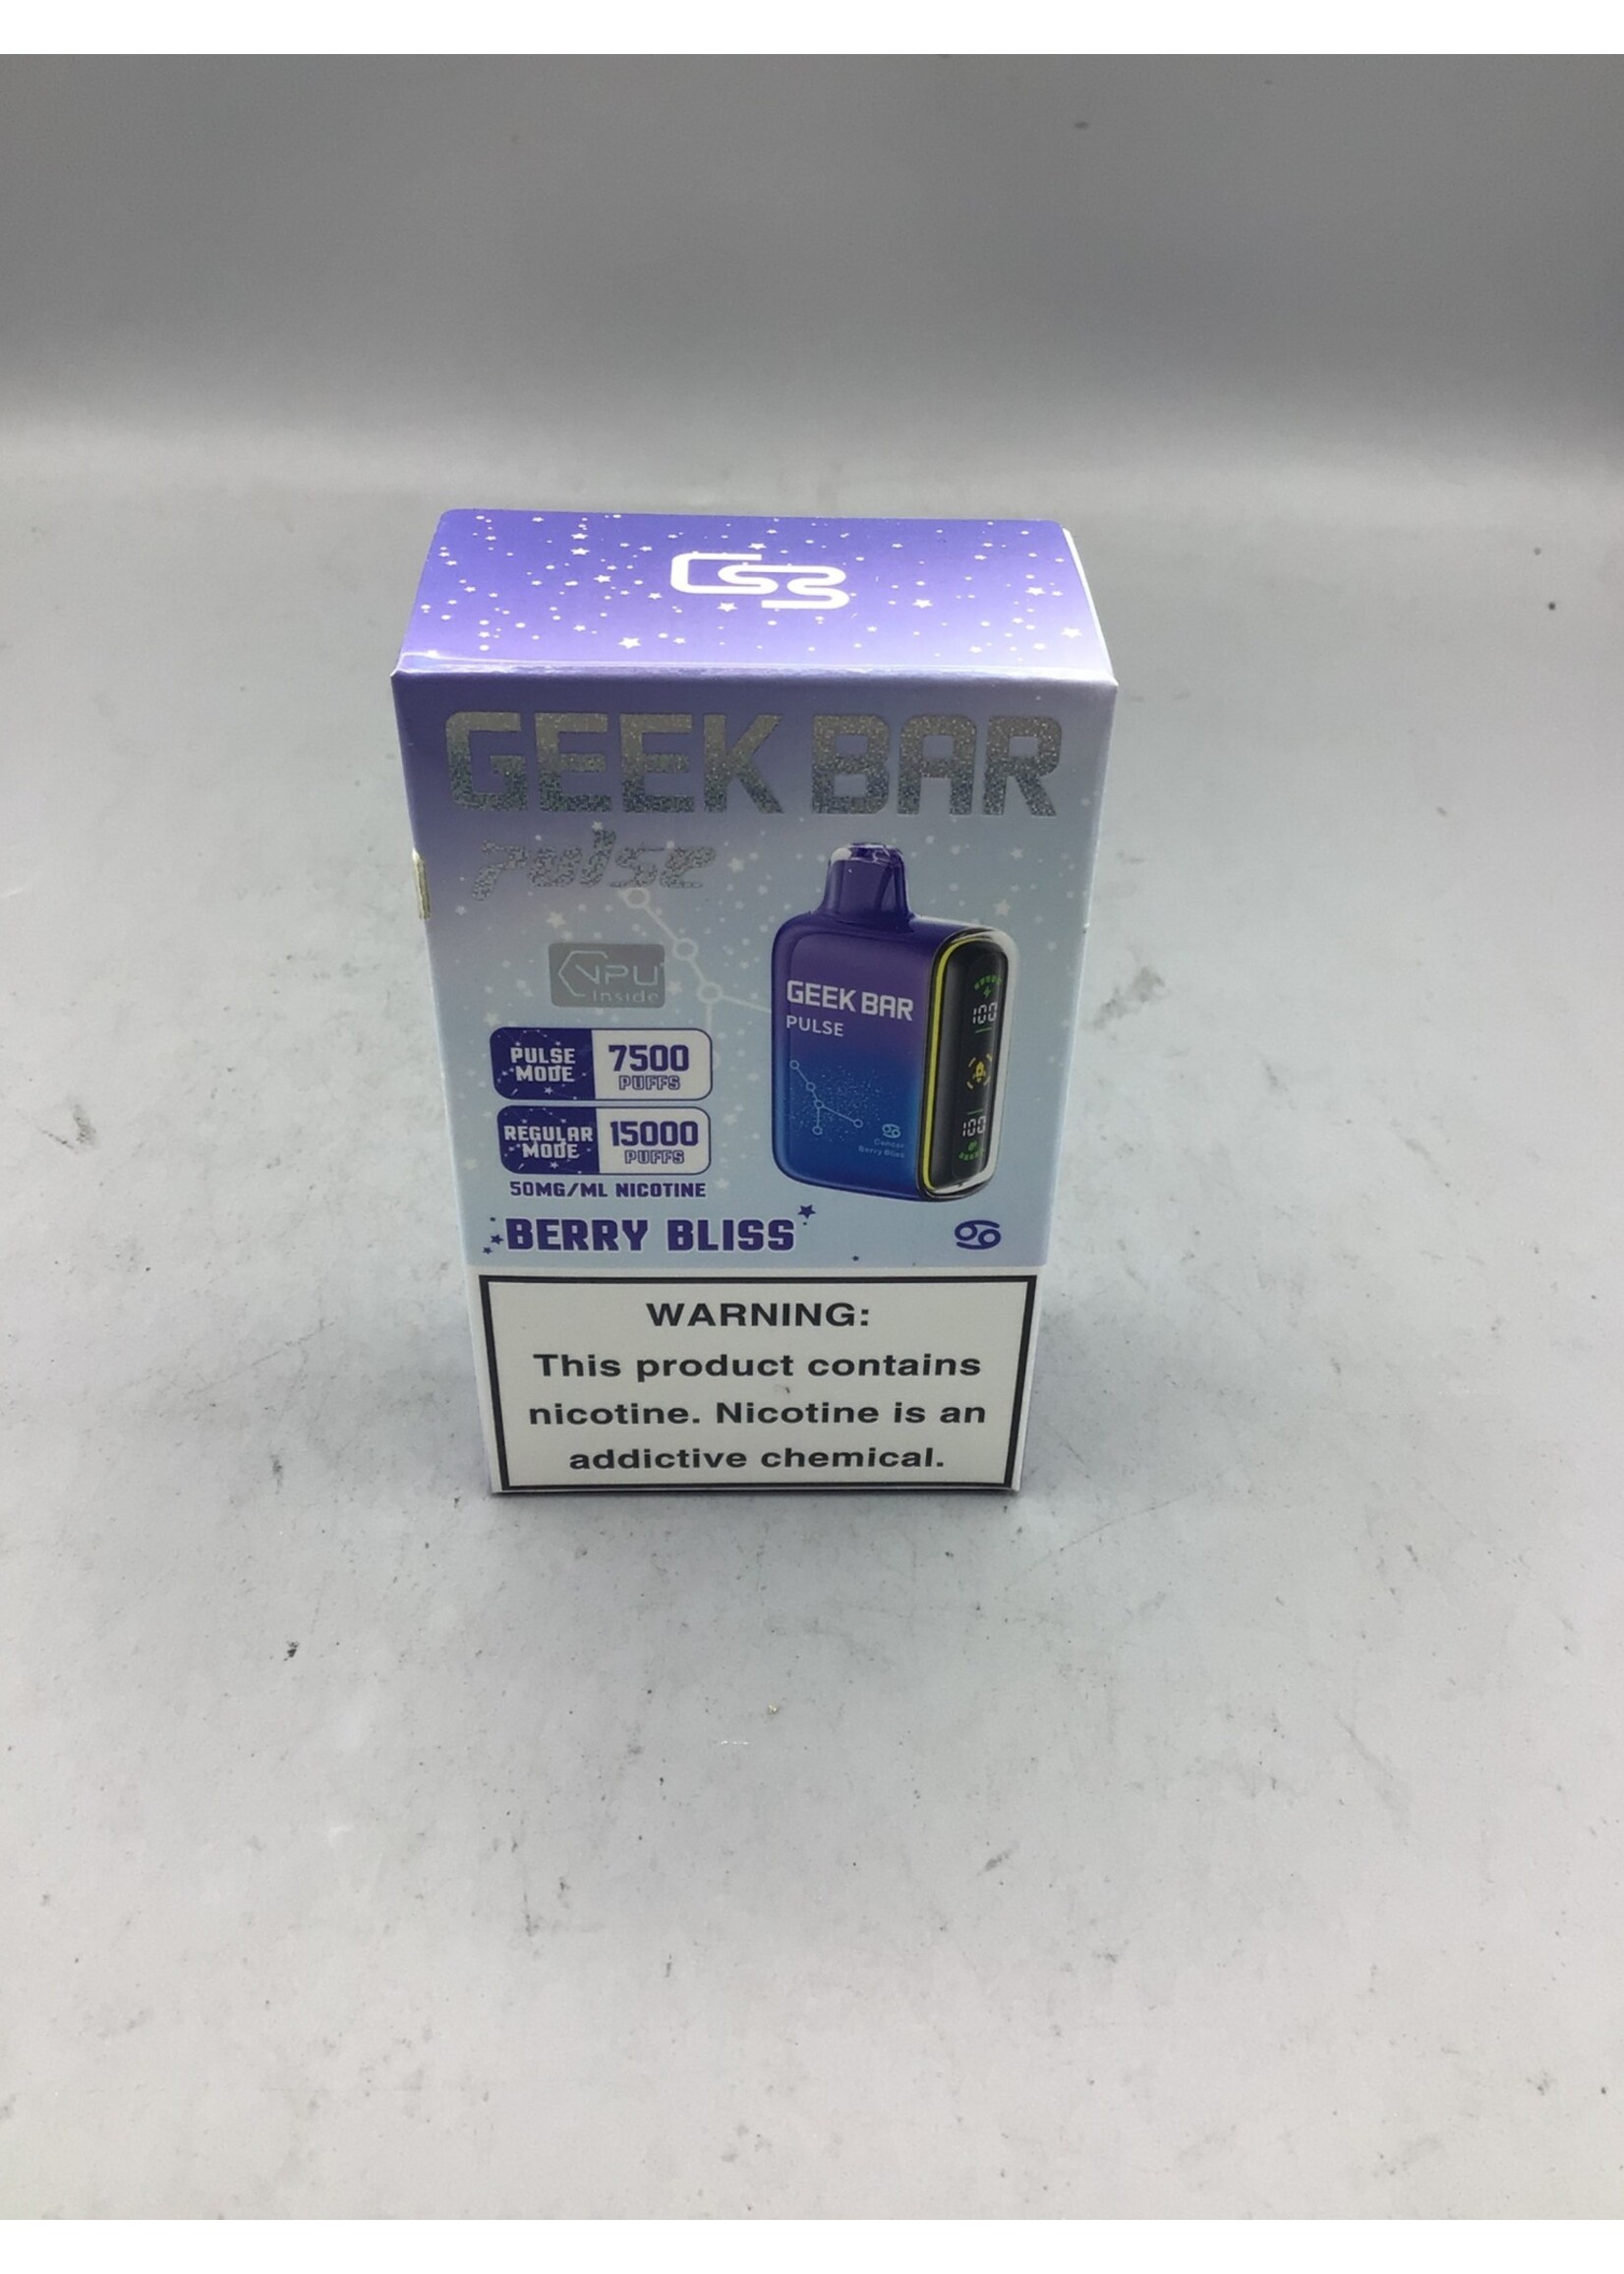 GB
GEEK BAR
Pulse
VPU
Inside
GEEK BAR
PULSE
100
100
Cancer
Berry Bliss
PULSE MODE
7500 PUFFS
REGULAR MODE
15000 PUFFS
50MG/ML NICOTINE
BERRY BLISS
WARNING:
This product contains
nicotine. Nicotine is an
addictive chemical.